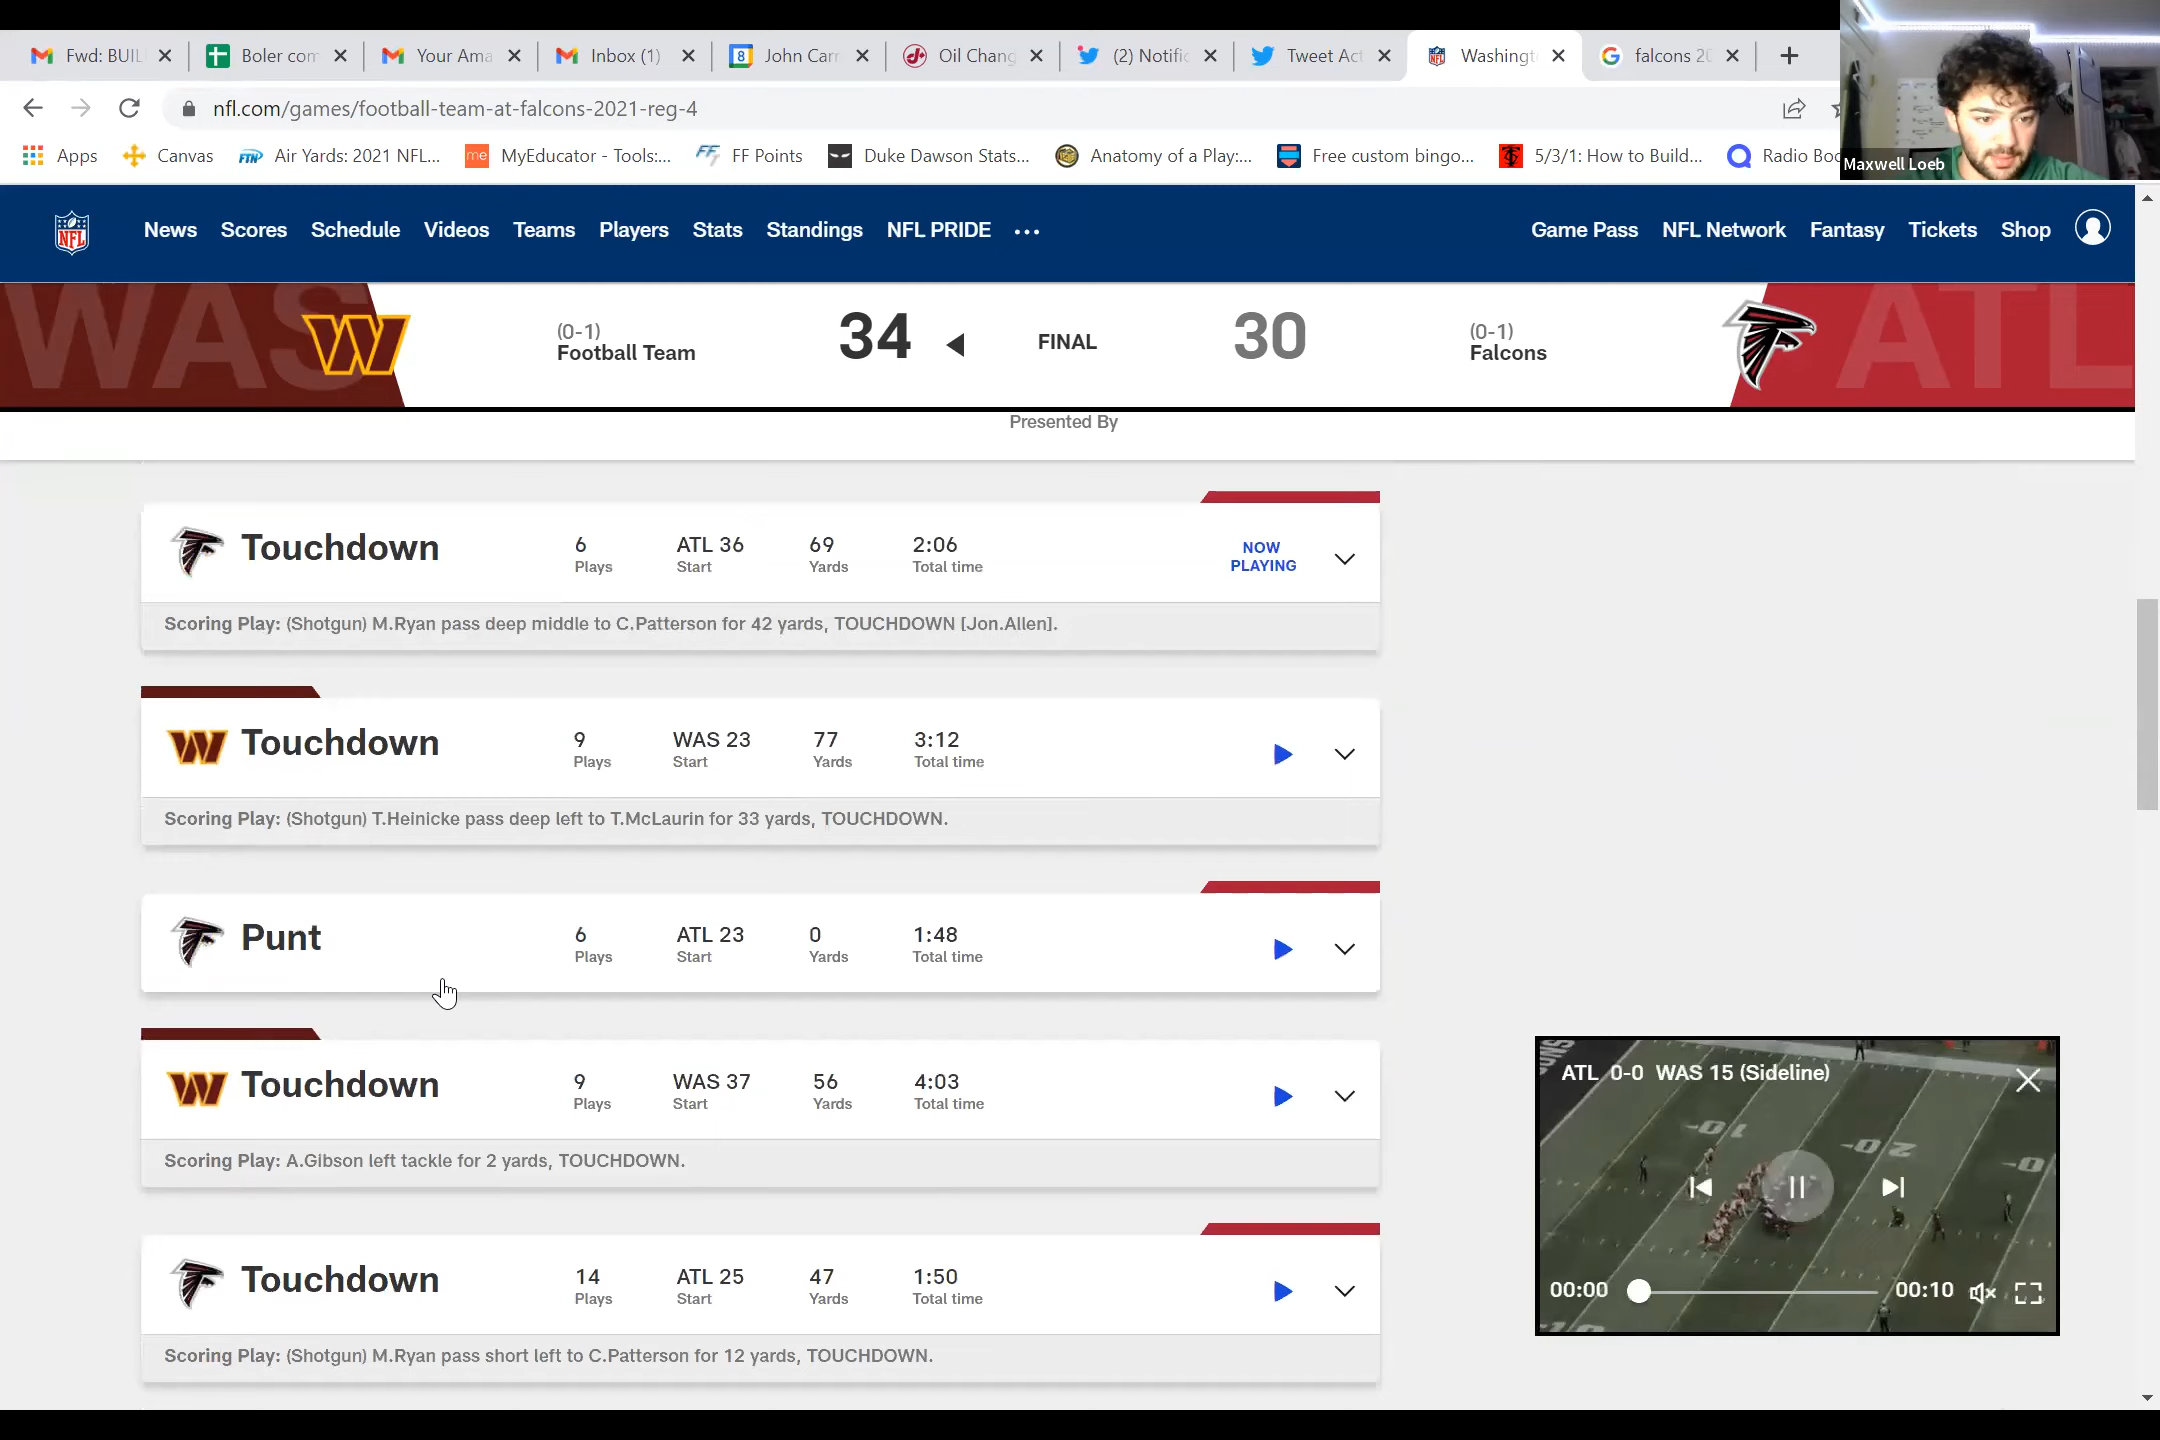 Fwd: BUIL
Boler com
Your Ama
Inbox (1)
John Carr
Oil Chang
(2) Notific
Tweet Act
Washingt
falcons 20
nfl.com/games/football-team-at-falcons-2021-reg-4
Apps
Canvas
FTN Air Yards: 2021 NFL...
me MyEducator - Tools:...
FF FF Points
Duke Dawson Stats...
Anatomy of a Play:...
Free custom bingo...
5/3/1: How to Build...
Radio Boo
Maxwell Loeb
NFL News Scores Schedule Videos Teams Players Stats Standings NFL PRIDE ... Game Pass NFL Network Fantasy Tickets Shop
WAS
(0-1)
Football Team
34
FINAL
30
(0-1)
Falcons
ATL
Presented By
Touchdown
6 ATL 36 69 2:06
Plays Start Yards Total time
NOW
PLAYING
Scoring Play: (Shotgun) M.Ryan pass deep middle to C.Patterson for 42 yards, TOUCHDOWN [Jon.Allen].
Touchdown
9 WAS 23 77 3:12
Plays Start Yards Total time
Scoring Play: (Shotgun) T.Heinicke pass deep left to T.McLaurin for 33 yards, TOUCHDOWN.
Punt
6 ATL 23 0 1:48
Plays Start Yards Total time
Touchdown
9 WAS 37 56 4:03
Plays Start Yards Total time
Scoring Play: A.Gibson left tackle for 2 yards, TOUCHDOWN.
Touchdown
14 ATL 25 47 1:50
Plays Start Yards Total time
Scoring Play: (Shotgun) M.Ryan pass short left to C.Patterson for 12 yards, TOUCHDOWN.
ATL 0-0 WAS 15 (Sideline)
10
20
00:00
00:10